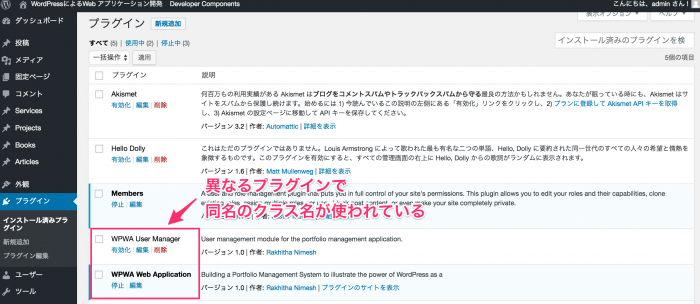 WordPressによるWeb アプリケーション開発 Developer Components こんにちは、admin さん!
ダッシュボード
投稿
メディア
固定ページ
コメント
Services
Projects
Books
Articles
外観
プラグイン
インストール済みプラグイン
新規追加
プラグイン編集
ユーザー
ツール
プラグイン 新規追加
表示オプション ヘルプ
すべて (5) | 使用中 (2) | 停止中 (3)
インストール済みのプラグインを検
一括操作 適用
5個の項目
プラグイン 説明
Akismet
有効化 | 編集 | 削除
何百万もの利用実績がある Akismet はブログをコメントスパムやトラックバックスパムから守る最良の方法かもしれません。あなたが眠っている時にも、Akismet はサ
イトをスパムから保護し続けます。始めるには 1) 今読んでいるこの説明の左側にある「有効化」リンクをクリックし、2) プランに登録して Akismet API キーを取得
し、3) Akismet の設定ページに移動して API キーを保存してください。
バージョン 3.2 | 作者: Automattic | 詳細を表示
Hello Dolly
有効化 | 編集 | 削除
これはただのプラグインではありません。Louis Armstrong によって歌われた最も有名な二つの単語、Hello, Dolly に要約された同一世代のすべての人々の希望と情熱を
象徴するものです。このプラグインを有効にすると、すべての管理画面の右上に Hello, Dolly からの歌詞がランダムに表示されます。
バージョン 1.6 | 作者: Matt Mullenweg | 詳細を表示
Members
停止 | 編集
A user and role management plugin that puts you in full control of your site's permissions. This plugin allows you to edit your roles and their capabilities, clone
make your site completely private.
異なるプラグインで
同名のクラス名が使われている
WPWA User Manager
有効化 | 編集 | 削除
User management module for the portfolio management application.
バージョン 1.0 | 作者: Rakhitha Nimesh
WPWA Web Application
停止 | 編集
Building a Portfolio Management System to illustrate the power of WordPress as a
バージョン 1.0 | 作者: Rakhitha Nimesh | プラグインのサイトを表示